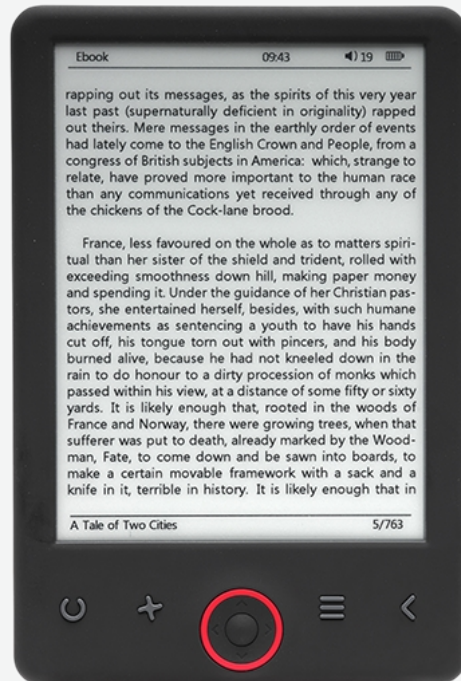 Ebook 09:43 19
rapping out its messages, as the spirits of this very year
last past (supernaturally deficient in originality) rapped
out theirs. Mere messages in the earthly order of events
had lately come to the English Crown and People, from a
congress of British subjects in America: which, strange to
relate, have proved more important to the human race
than any communications yet received through any of
the chickens of the Cock-lane brood.
France, less favoured on the whole as to matters spiri-
tual than her sister of the shield and trident, rolled with
exceeding smoothness down hill, making paper money
and spending it. Under the guidance of her Christian pas-
tors, she entertained herself, besides, with such humane
achievements as sentencing a youth to have his hands
cut off, his tongue torn out with pincers, and his body
burned alive, because he had not kneeled down in the
rain to do honour to a dirty procession of monks which
passed within his view, at a distance of some fifty or sixty
yards. It is likely enough that, rooted in the woods of
France and Norway, there were growing trees, when that
sufferer was put to death, already marked by the Wood-
man, Fate, to come down and be sawn into boards, to
make a certain movable framework with a sack and a
knife in it, terrible in history. It is likely enough that in
A Tale of Two Cities 5/763